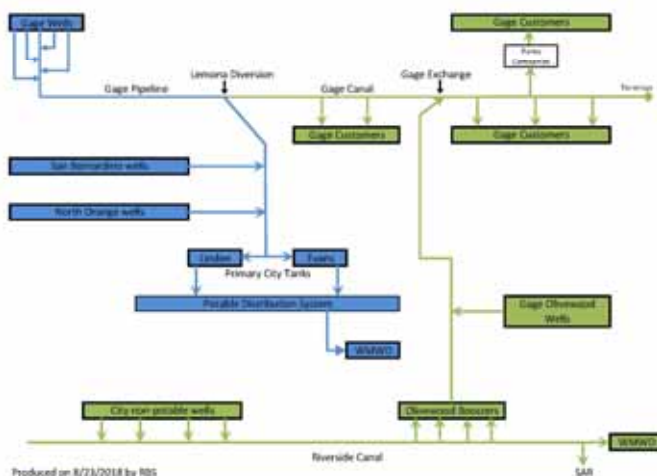 Gage Wells
Gage Customers
Lemona Diversion
Gage Exchange
Gage Pipeline
Gage Canal
Gage Customers
Gage Customers
San Bernardino wells
North Orange wells
Linden
Evans
Primary City Tanks
Potable Distribution System
Gage Olivewood
Wells
WMWD
City non-potable wells
Olivewood Boosters
WMWD
Riverside Canal
SAR
Produced on 8/23/2018 by RBS